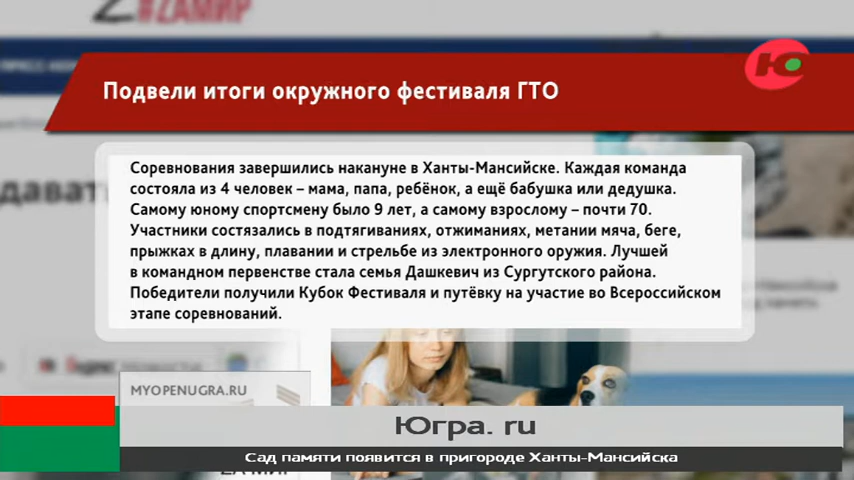 #ZАМИР
Подвели итоги окружного фестиваля ГТО
Ю
Соревнования завершились накануне в Ханты-Мансийске. Каждая команда
состояла из 4 человек – мама, папа, ребёнок, а ещё бабушка или дедушка.
Самому юному спортсмену было 9 лет, а самому взрослому – почти 70.
Участники состязались в подтягиваниях, отжиманиях, метании мяча, беге,
прыжках в длину, плавании и стрельбе из электронного оружия. Лучшей
в командном первенстве стала семья Дашкевич из Сургутского района.
Победители получили Кубок Фестиваля и путёвку на участие во Всероссийском
этапе соревнований.
MYOPENUGRA.RU
Югра. ru
Сад памяти появится в пригороде Ханты-Мансийска